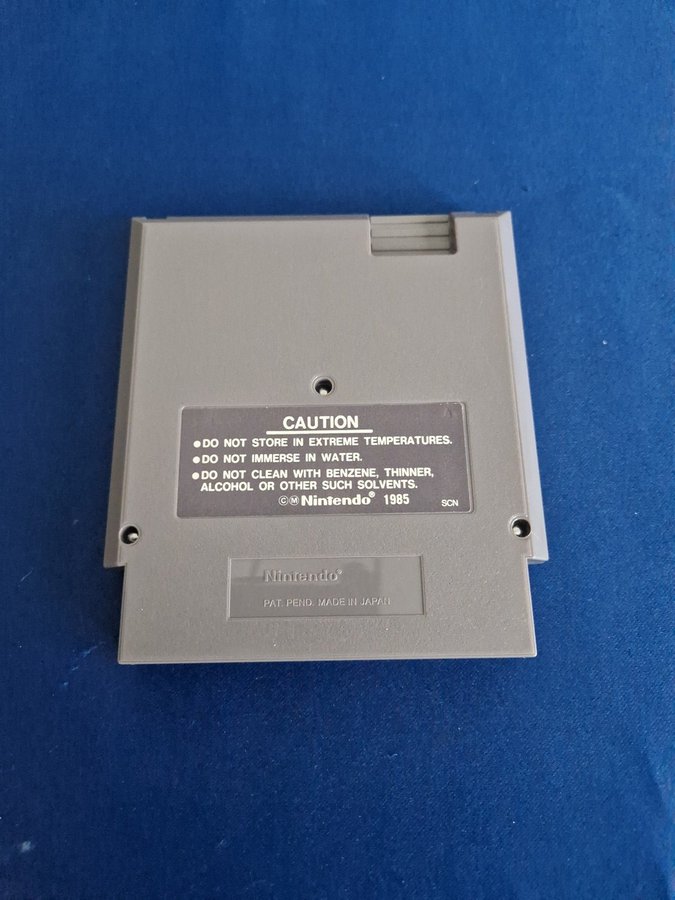 CAUTION
●DO NOT STORE IN EXTREME TEMPERATURES.
●DO NOT IMMERSE IN WATER.
●DO NOT CLEAN WITH BENZENE, THINNER,
ALCOHOL OR OTHER SUCH SOLVENTS.
ⒸⓂNintendo® 1985
SCN
Nintendo®
PAT. PEND. MADE IN JAPAN